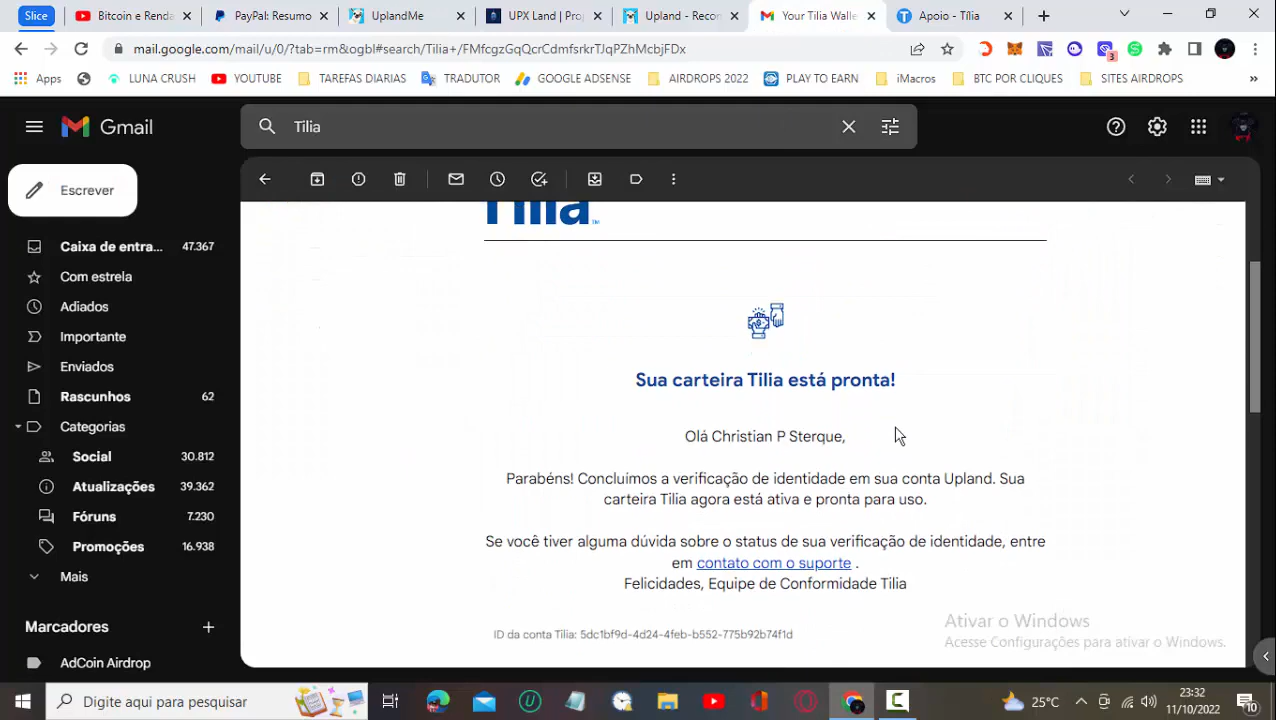 Slice
Bitcoin e Renda
PayPal: Resumo
UplandMe
UPX Land | Pro
Upland - Reco
Your Tilia Walle
Apoio - Tilia
mail.google.com/mail/u/0/?tab=rm&ogbl#search/Tilia+/FMfcgzGqQcrCdmfsrkrTJqPZhMcbjFDx
3
Apps
LUNA CRUSH
YOUTUBE
TAREFAS DIARIAS
TRADUTOR
GOOGLE ADSENSE
AIRDROPS 2022
PLAY TO EARN
iMacros
BTC POR CLIQUES
SITES AIRDROPS
Gmail
Tilia
Escrever
Caixa de entra... 47.367
Com estrela
Adiados
Importante
Enviados
Rascunhos 62
Categorias
Social 30.812
Atualizações 39.362
Fóruns 7.230
Promoções 16.938
Mais
Marcadores
AdCoin Airdrop
Tilia
Sua carteira Tilia está pronta!
Olá Christian P Sterque,
Parabéns! Concluímos a verificação de identidade em sua conta Upland. Sua
carteira Tilia agora está ativa e pronta para uso.
Se você tiver alguma dúvida sobre o status de sua verificação de identidade, entre
em contato com o suporte .
Felicidades, Equipe de Conformidade Tilia
ID da conta Tilia: 5dc1bf9d-4d24-4feb-b552-775b92b74f1d
Ativar o Windows
Acesse Configurações para ativar o Windows.
Digite aqui para pesquisar
25°C
23:32
11/10/2022
10